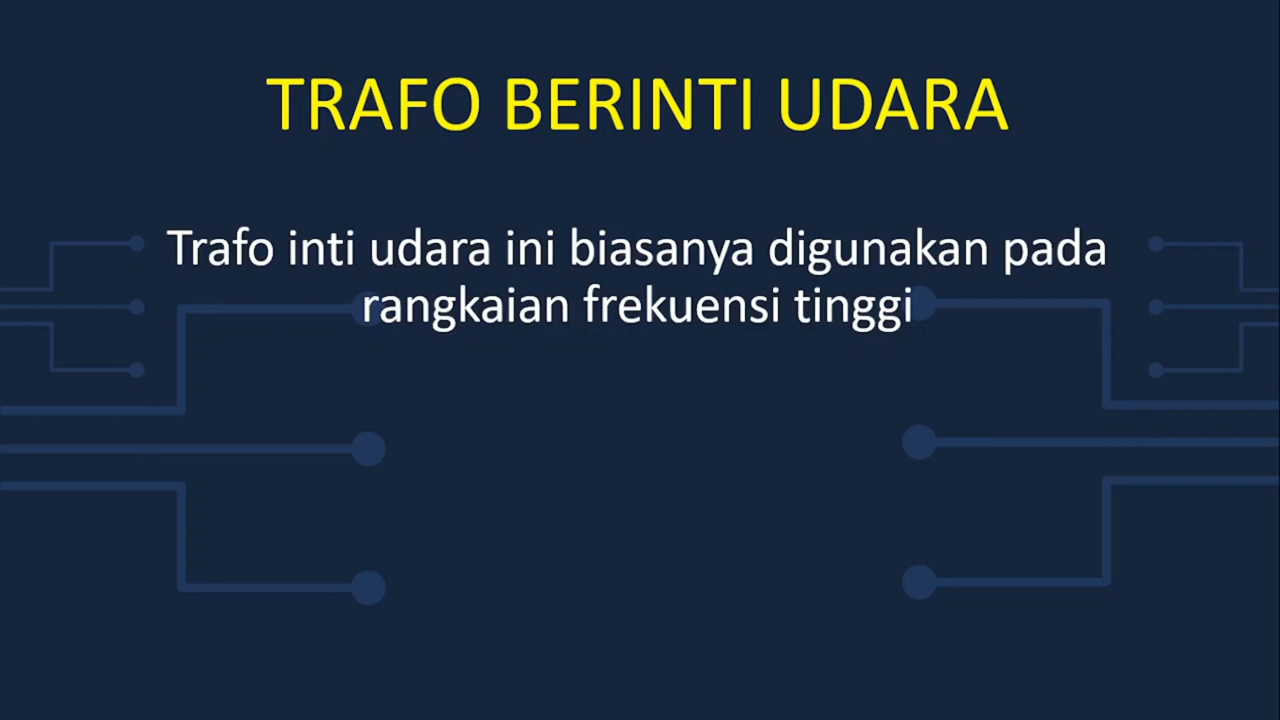 TRAFO BERINTI UDARA
Trafo inti udara ini biasanya digunakan pada
rangkaian frekuensi tinggi